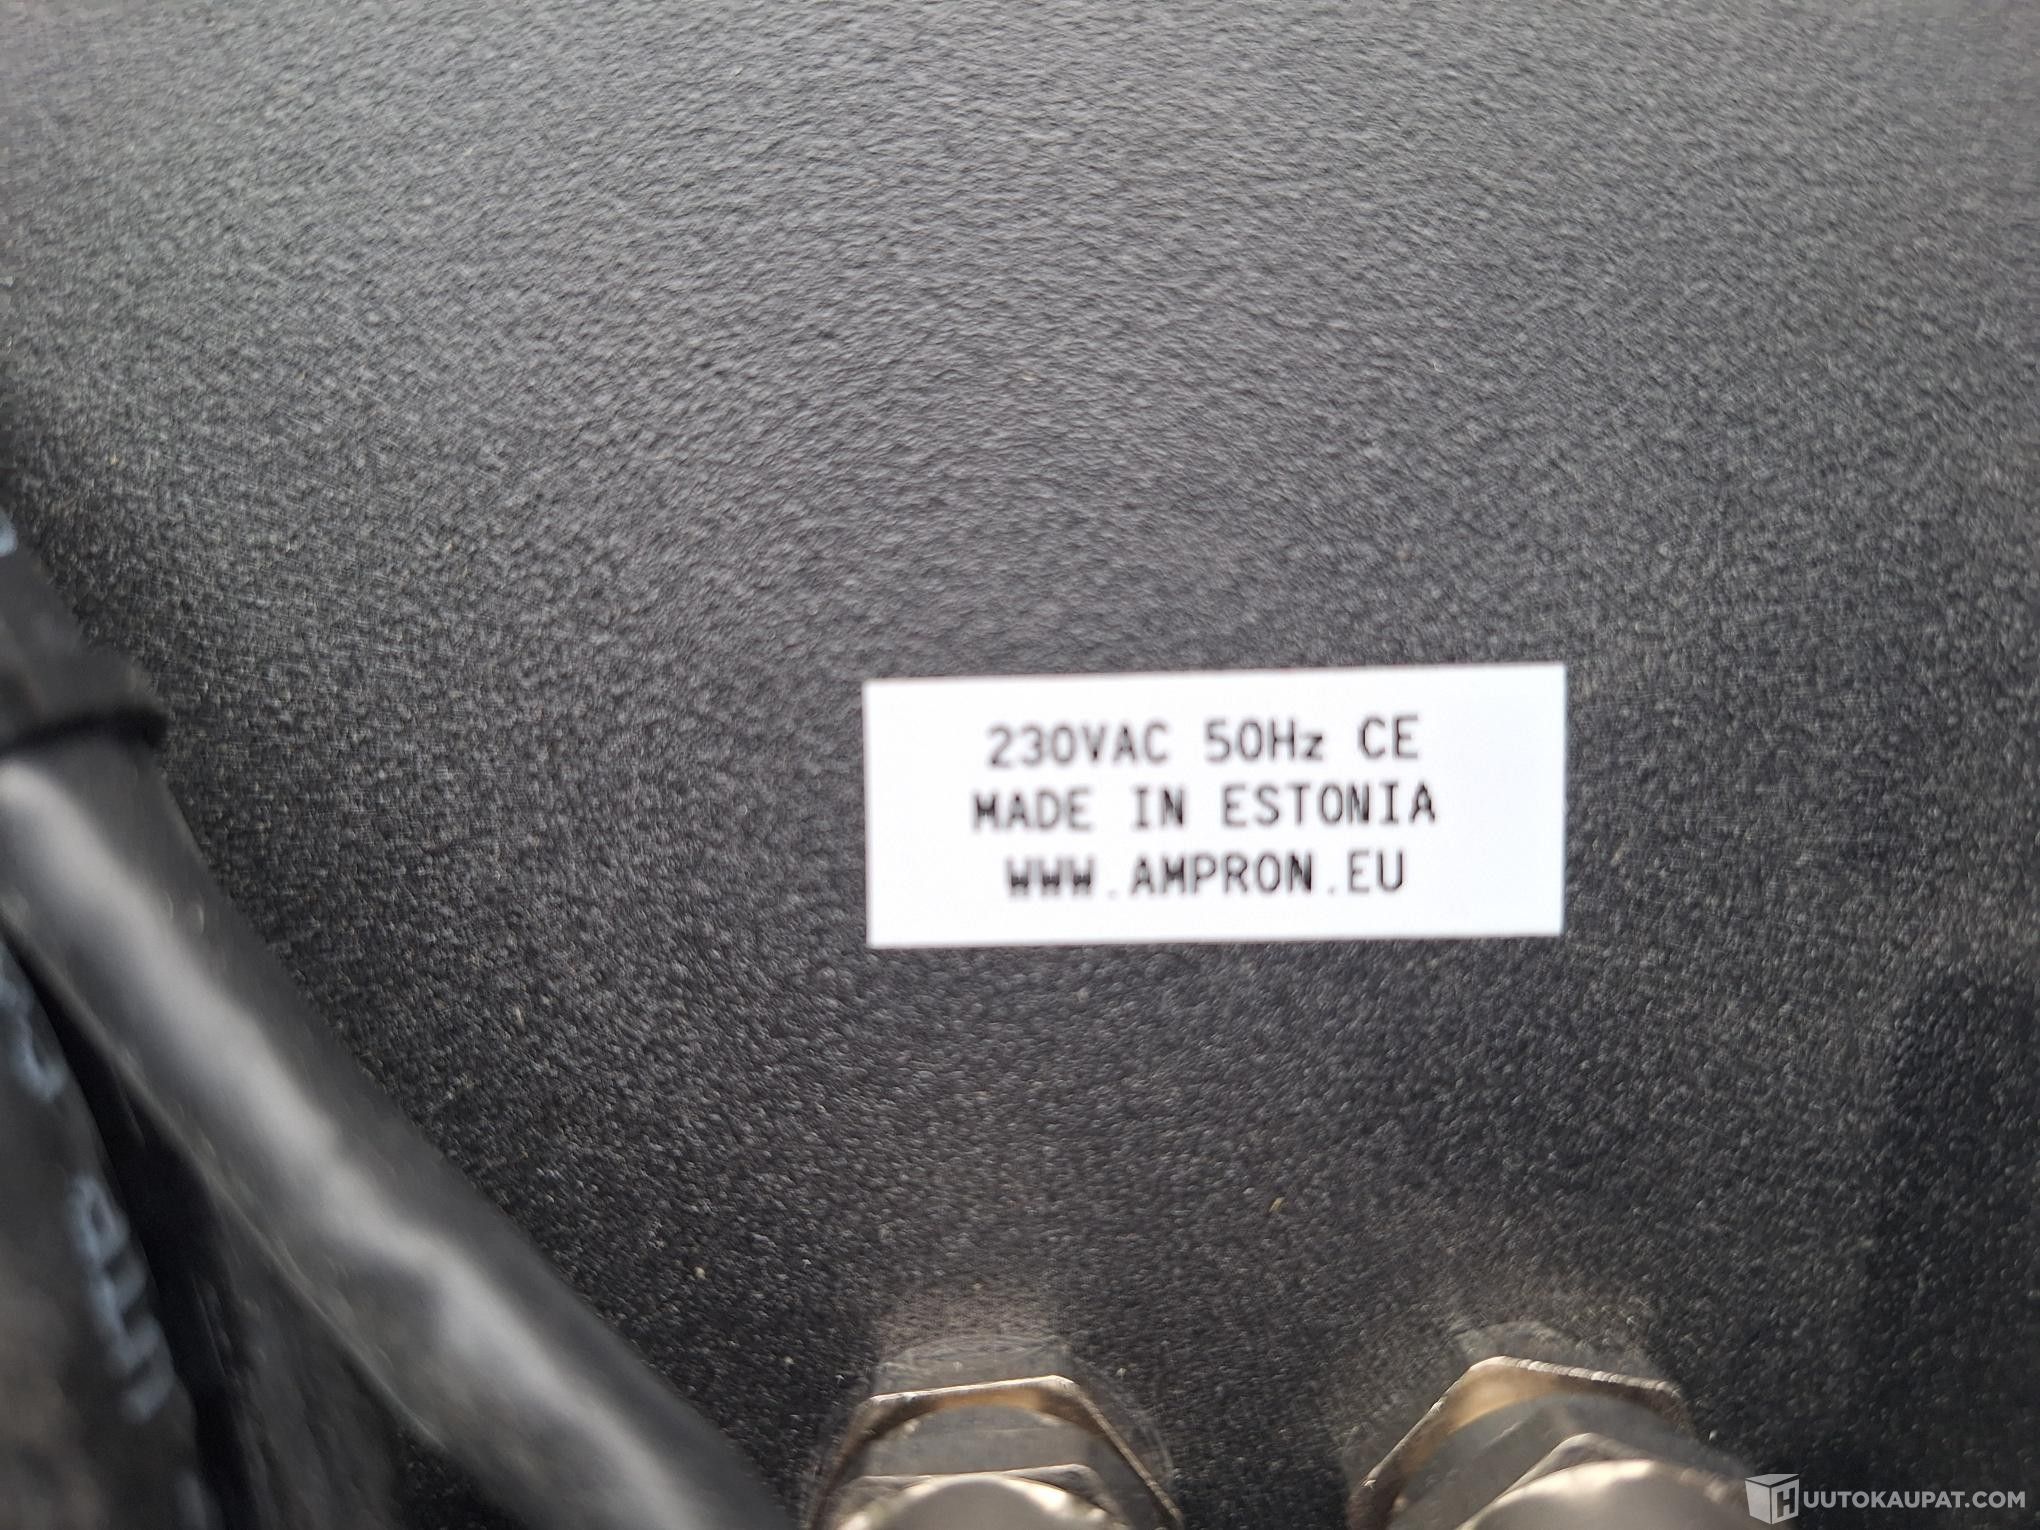 230VAC 50Hz CE
MADE IN ESTONIA
WWW.AMPRON.EU
HUUTOKAUPAT.COM